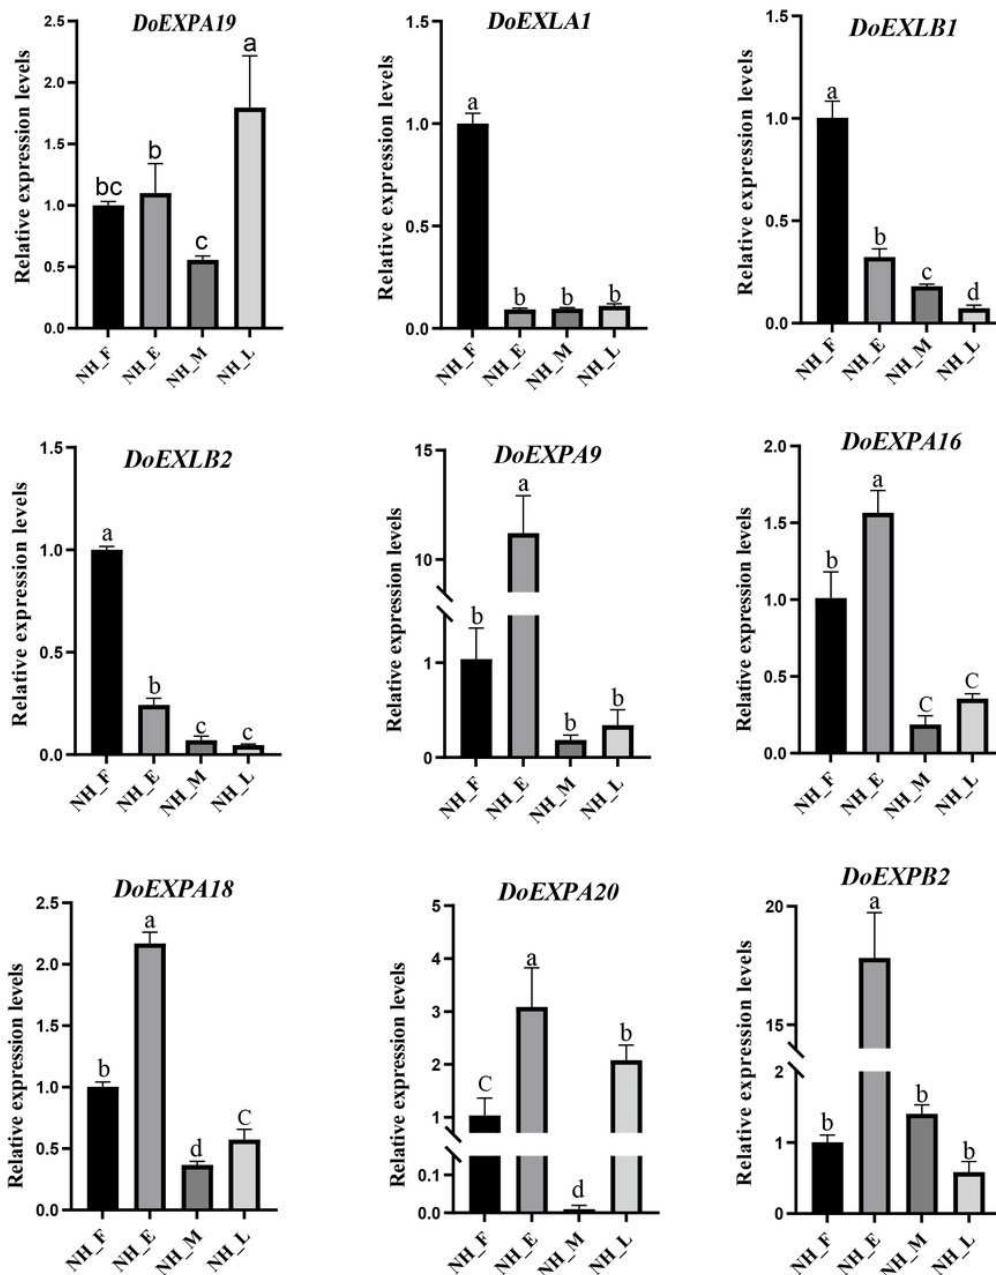 DoEXPA19
Relative expression levels
2.5
2.0
1.5
1.0
0.5
0.0
bc
b
c
a
NH_F
NH_E
NH_M
NH_L
DoEXLA1
Relative expression levels
1.5
1.0
0.5
0.0
a
b
b
b
NH_F
NH_E
NH_M
NH_L
DoEXLB1
Relative expression levels
1.5
1.0
0.5
0.0
a
b
c
d
NH_F
NH_E
NH_M
NH_L
DoEXLB2
Relative expression levels
1.5
1.0
0.5
0.0
a
b
c
c
NH_F
NH_E
NH_M
NH_L
DoEXPA9
Relative expression levels
15
10
1
0
b
a
b
b
NH_F
NH_E
NH_M
NH_L
DoEXPA16
Relative expression levels
2.0
1.5
1.0
0.5
0.0
b
a
C
C
NH_F
NH_E
NH_M
NH_L
DoEXPA18
Relative expression levels
2.5
2.0
1.5
1.0
0.5
0.0
b
a
d
C
NH_F
NH_E
NH_M
NH_L
DoEXPA20
Relative expression levels
5
4
3
2
1
0.1
0.0
C
a
d
b
NH_F
NH_E
NH_M
NH_L
DoEXPB2
Relative expression levels
20
15
2
1
0
b
a
b
b
NH_F
NH_E
NH_M
NH_L